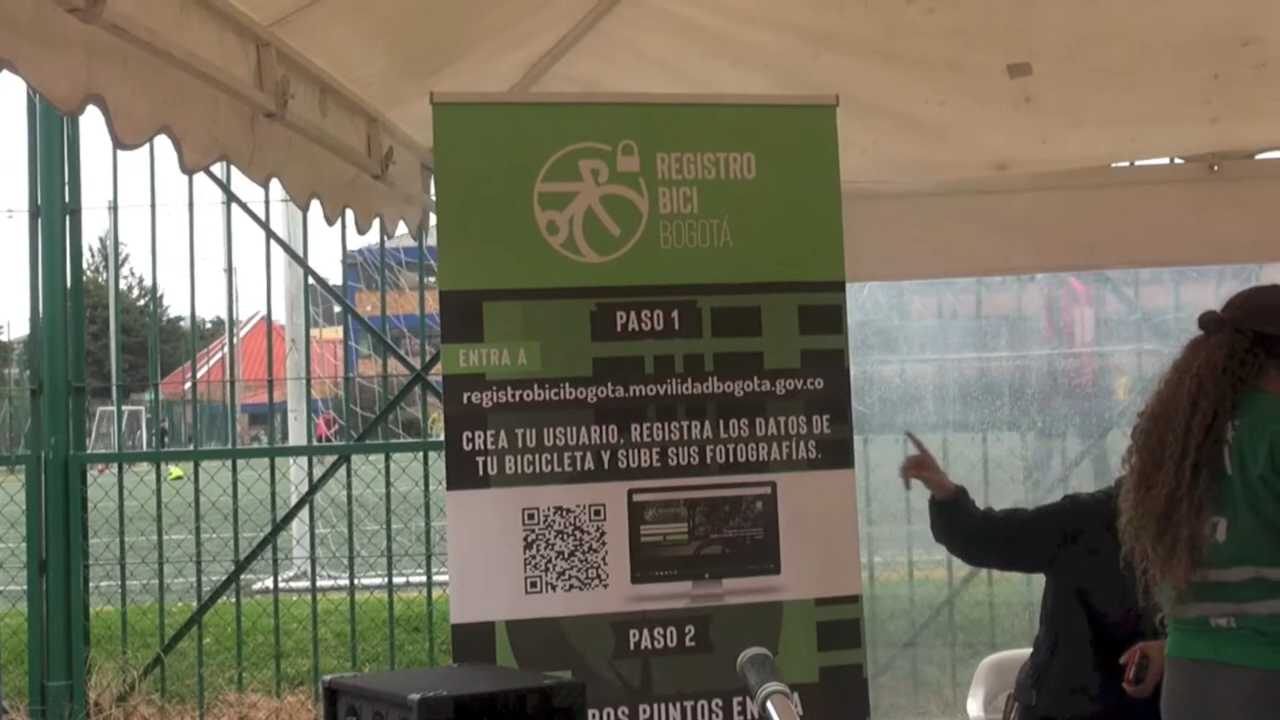 REGISTRO
BICI
BOGOTÁ
PASO 1
ENTRA A
registrobicibogota.movilidadbogota.gov.co
CREA TU USUARIO, REGISTRA LOS DATOS DE
TU BICICLETA Y SUBE SUS FOTOGRAFÍAS.
PASO 2
PUNTOS